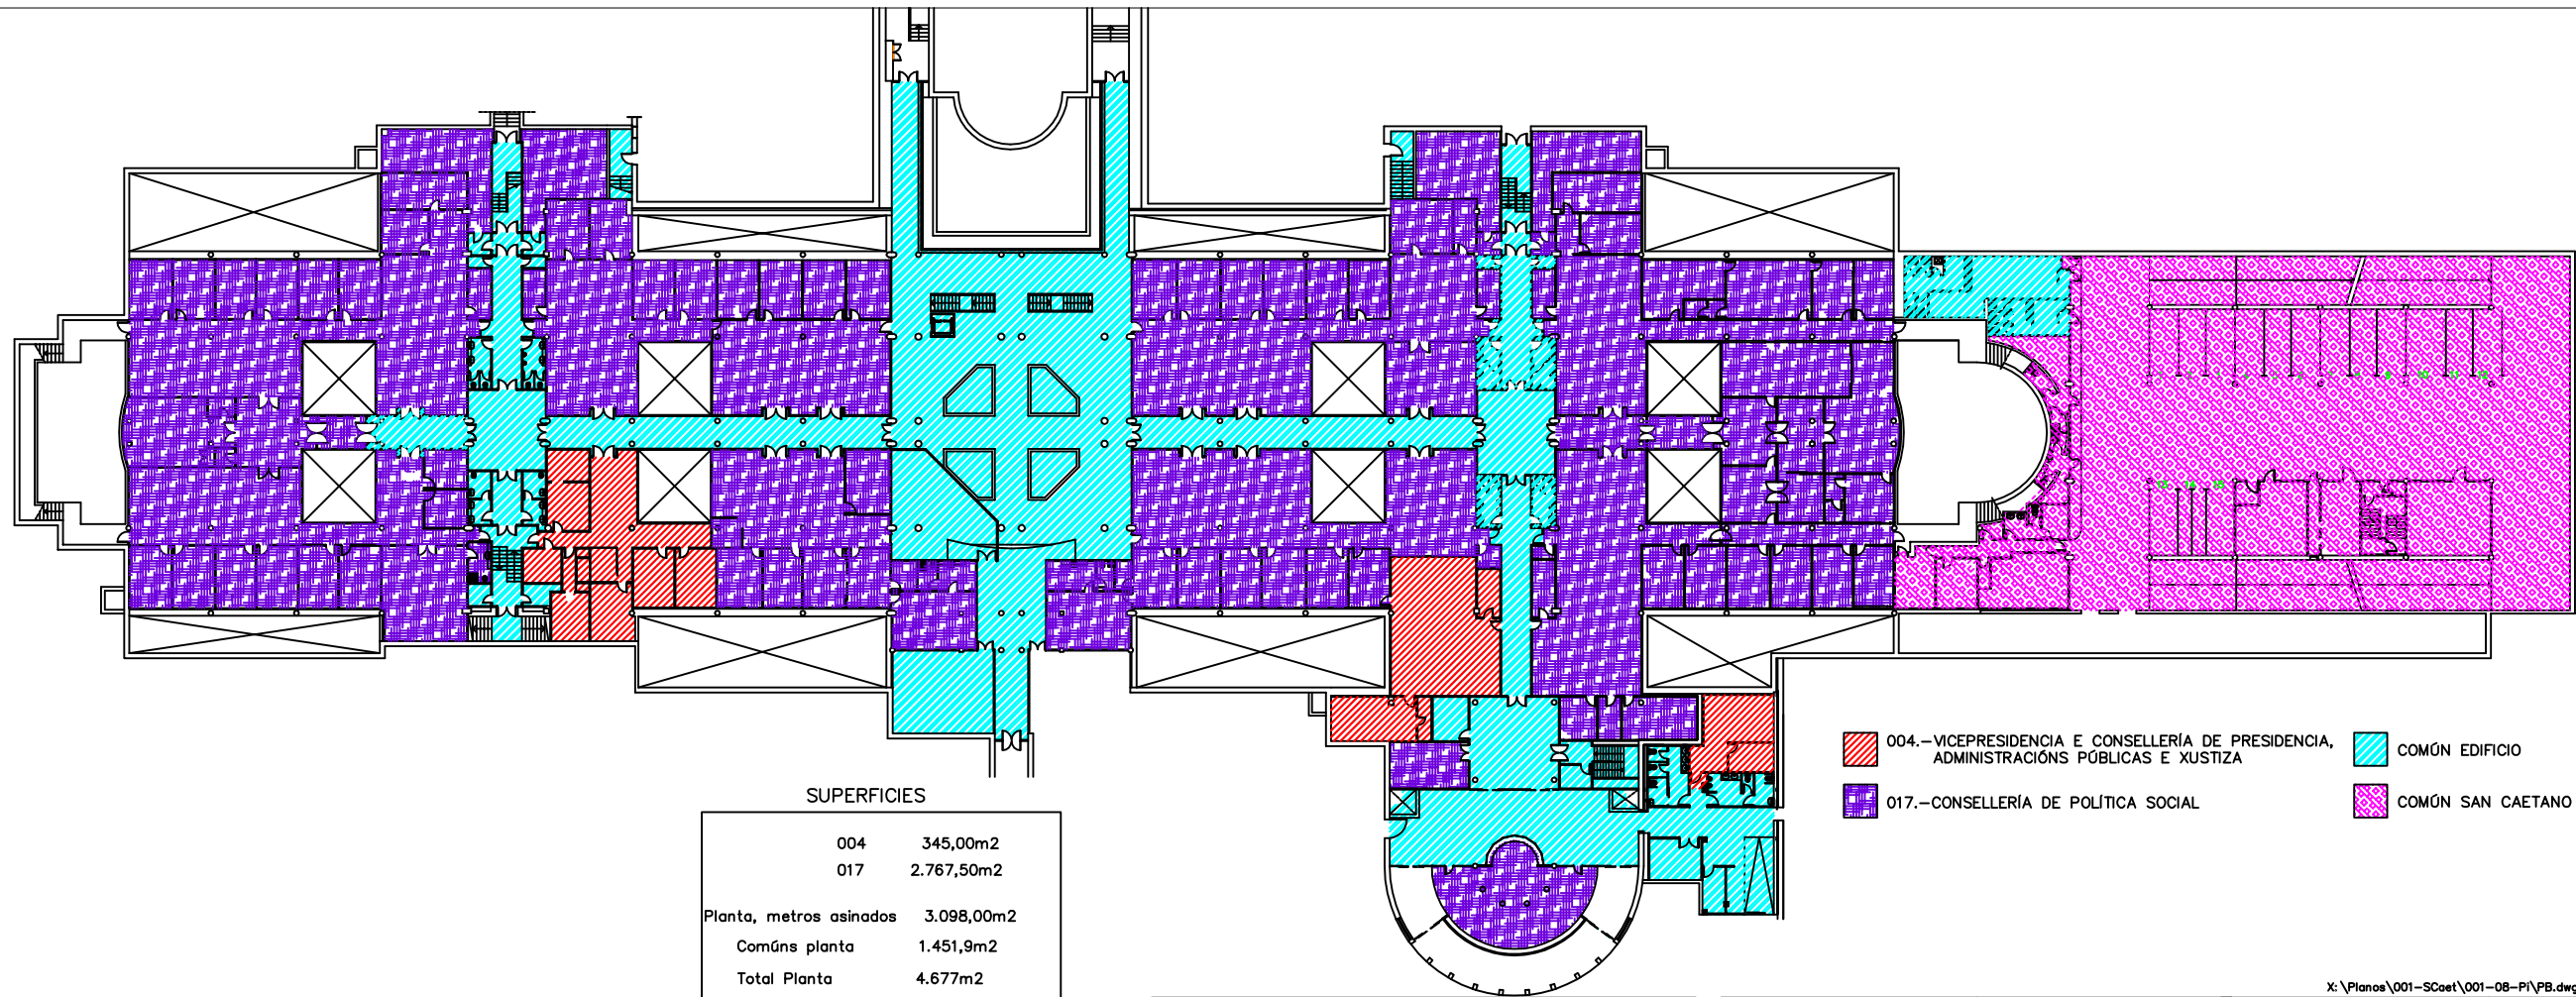 004.-VICEPRESIDENCIA E CONSELLERÍA DE PRESIDENCIA,
ADMINISTRACIÓNS PÚBLICAS E XUSTIZA
017.-CONSELLERÍA DE POLÍTICA SOCIAL
COMÚN EDIFICIO
COMÚN SAN CAETANO
SUPERFICIES
004 345,00m2
017 2.767,50m2
Planta, metros asinados 3.098,00m2
Comúns planta 1.451,9m2
Total Planta 4.677m2
X:\Planos\001-SCaet\001-08-Pi\PB.dwg